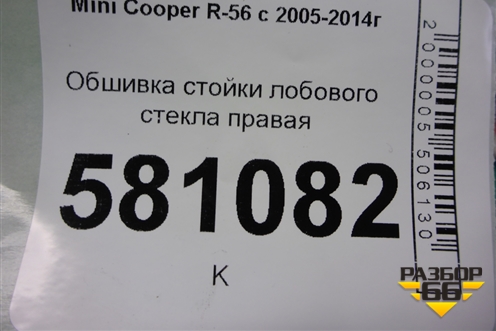 Mini Cooper R-56 с 2005-2014г
Обшивка стойки лобового
стекла правая
581082
К
2000005506130
РАЗБОР
66